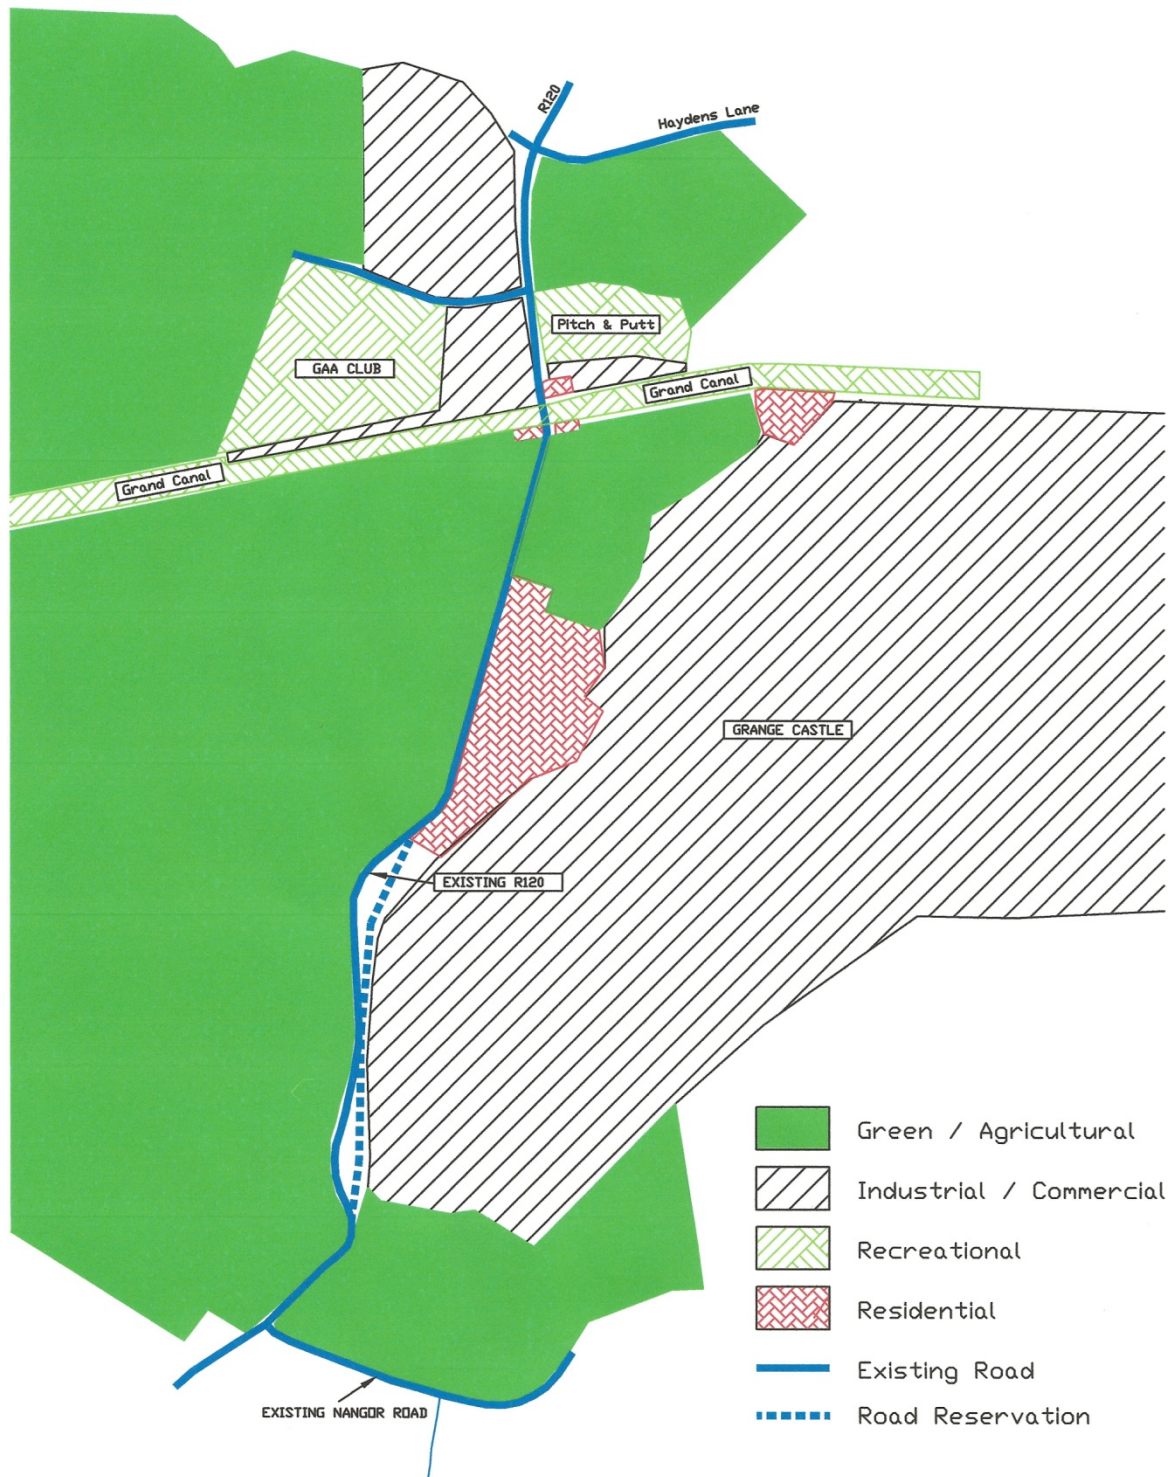 R120
Haydens Lane
Pitch & Putt
GAA CLUB
Grand Canal
Grand Canal
GRANGE CASTLE
EXISTING R120
Green / Agricultural
Industrial / Commercial
Recreational
Residential
Existing Road
EXISTING NANGOR ROAD
Road Reservation